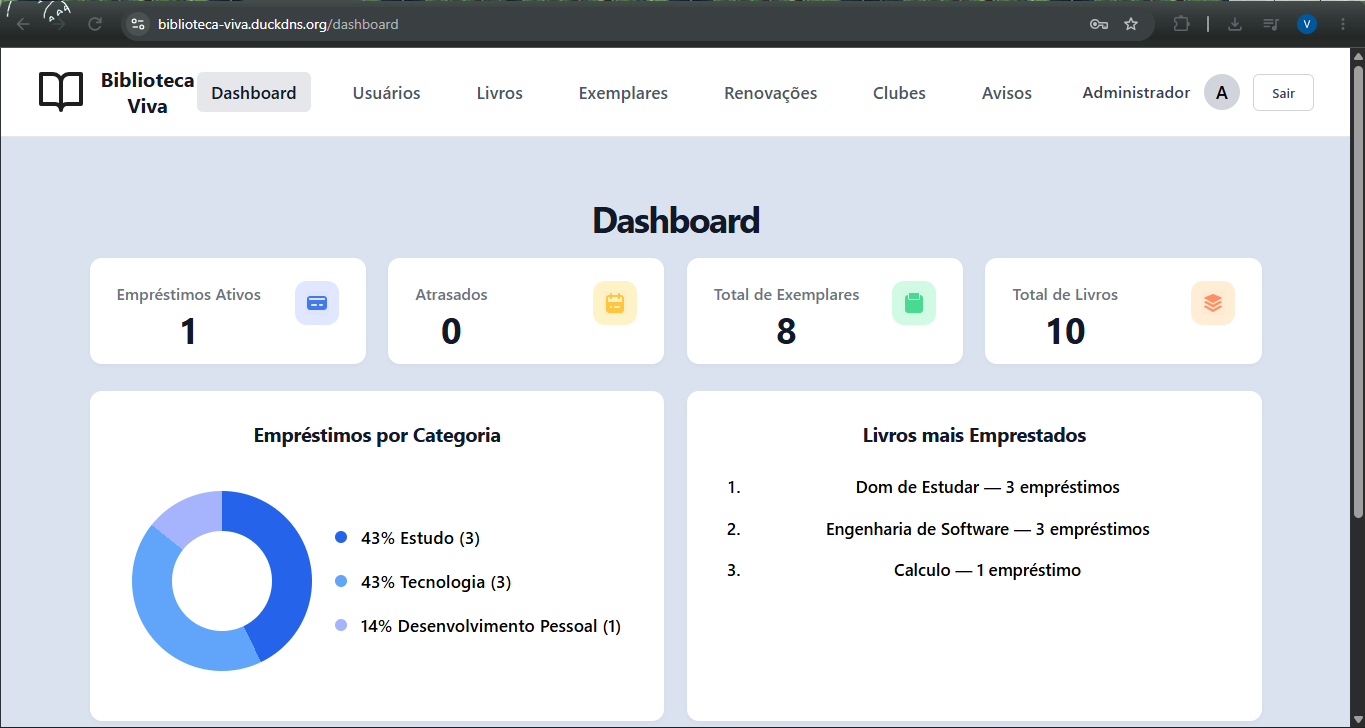 biblioteca-viva.duckdns.org/dashboard
V
Biblioteca
Viva
Dashboard Usuários Livros Exemplares Renovações Clubes Avisos Administrador A Sair
Dashboard
Empréstimos Ativos
1
Atrasados
0
Total de Exemplares
8
Total de Livros
10
Empréstimos por Categoria
43% Estudo (3)
43% Tecnologia (3)
14% Desenvolvimento Pessoal (1)
Livros mais Emprestados
1. Dom de Estudar — 3 empréstimos
2. Engenharia de Software — 3 empréstimos
3. Calculo — 1 empréstimo